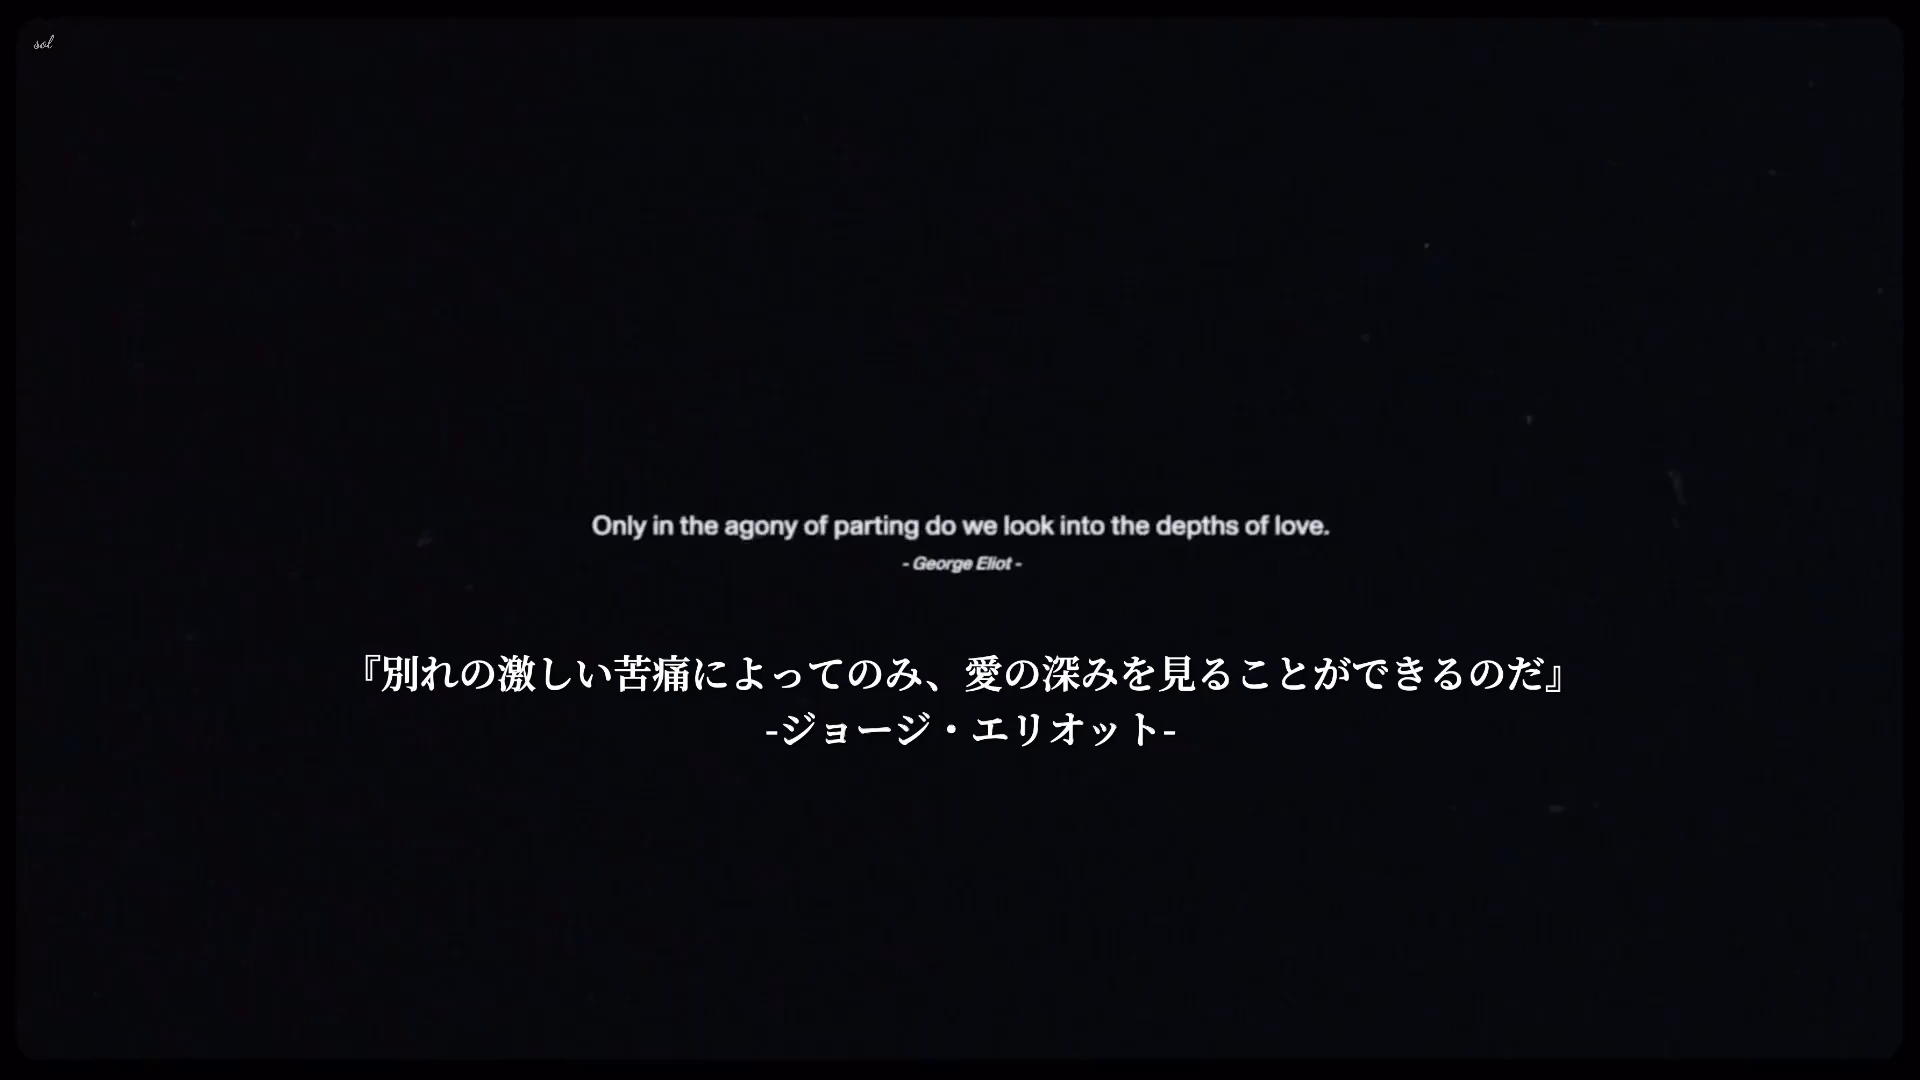 sol
Only in the agony of parting do we look into the depths of love.
- George Eliot -
『別れの激しい苦痛によってのみ、愛の深みを見ることができるのだ』
-ジョージ・エリオット-